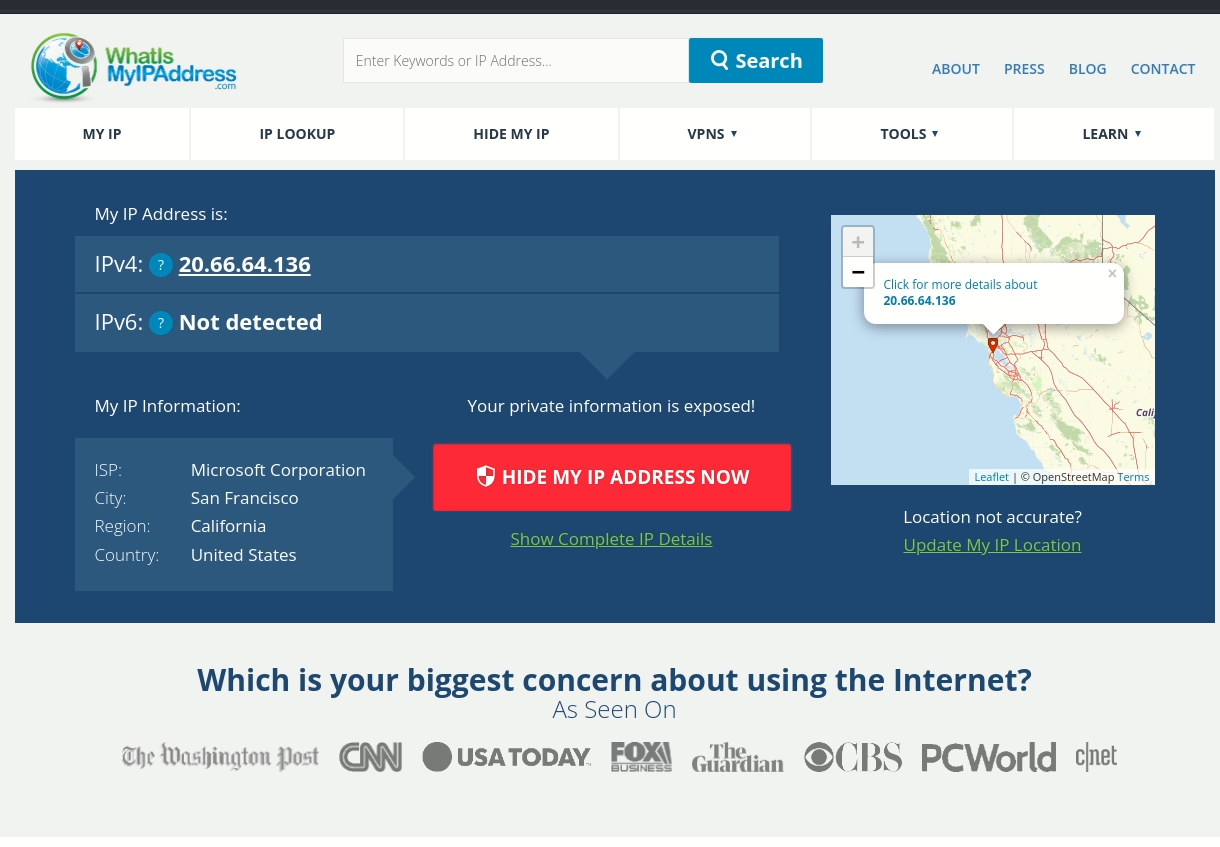 WhatIs
MyIPAddress
.com
Enter Keywords or IP Address...
Search
ABOUT PRESS BLOG CONTACT
MY IP IP LOOKUP HIDE MY IP VPNS ▼ TOOLS ▼ LEARN ▼
My IP Address is:
IPv4: ? 20.66.64.136
IPv6: ? Not detected
+
−
Click for more details about
20.66.64.136
×
Calif
Leaflet | © OpenStreetMap Terms
My IP Information:
ISP: Microsoft Corporation
City: San Francisco
Region: California
Country: United States
Your private information is exposed!
HIDE MY IP ADDRESS NOW
Show Complete IP Details
Location not accurate?
Update My IP Location
Which is your biggest concern about using the Internet?
As Seen On
The Washington Post CNN USA TODAY FOX BUSINESS The Guardian CBS PCWorld c|net